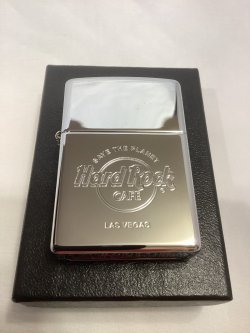 SAVE THE PLANET
Hard Rock
CAFE
LAS VEGAS